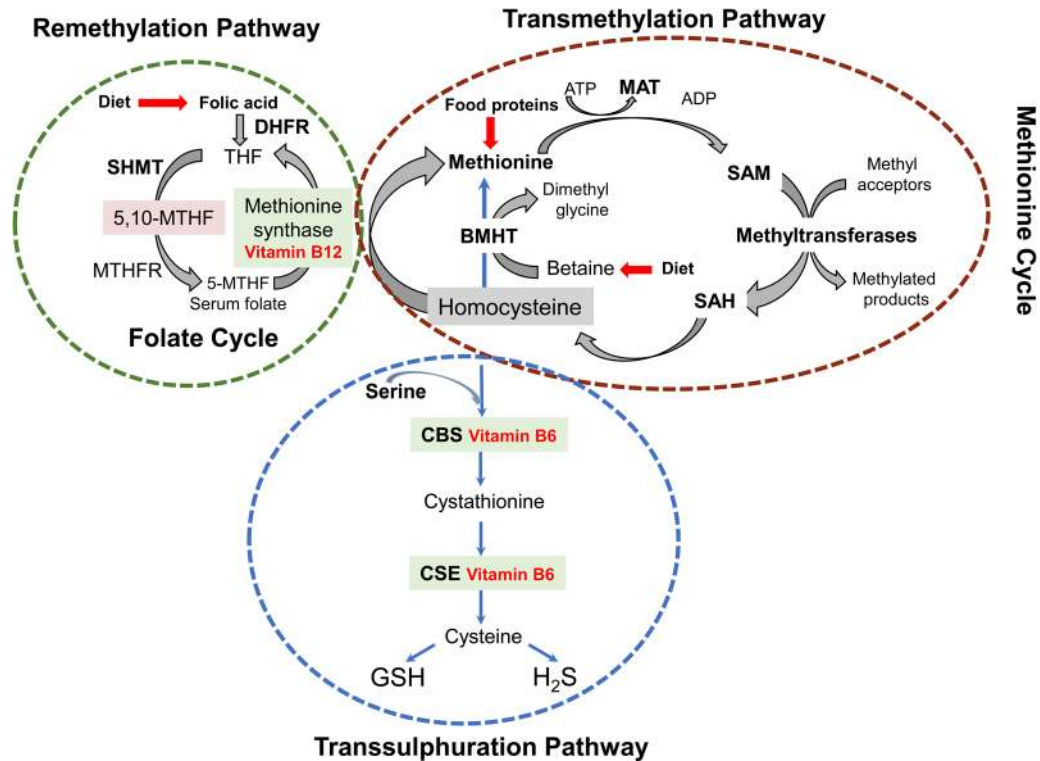 Remethylation Pathway
Diet
Folic acid
DHFR
SHMT
THF
5,10-MTHF
Methionine
synthase
Vitamin B12
MTHFR
5-MTHF
Serum folate
Folate Cycle
Transmethylation Pathway
Food proteins
ATP
MAT
ADP
Methionine
SAM
Methyl
acceptors
Dimethyl
glycine
BMHT
Methyltransferases
Betaine
Diet
Methylated
products
SAH
Homocysteine
Methionine Cycle
Serine
CBS Vitamin B6
Cystathionine
CSE Vitamin B6
Cysteine
GSH
H₂S
Transsulphuration Pathway